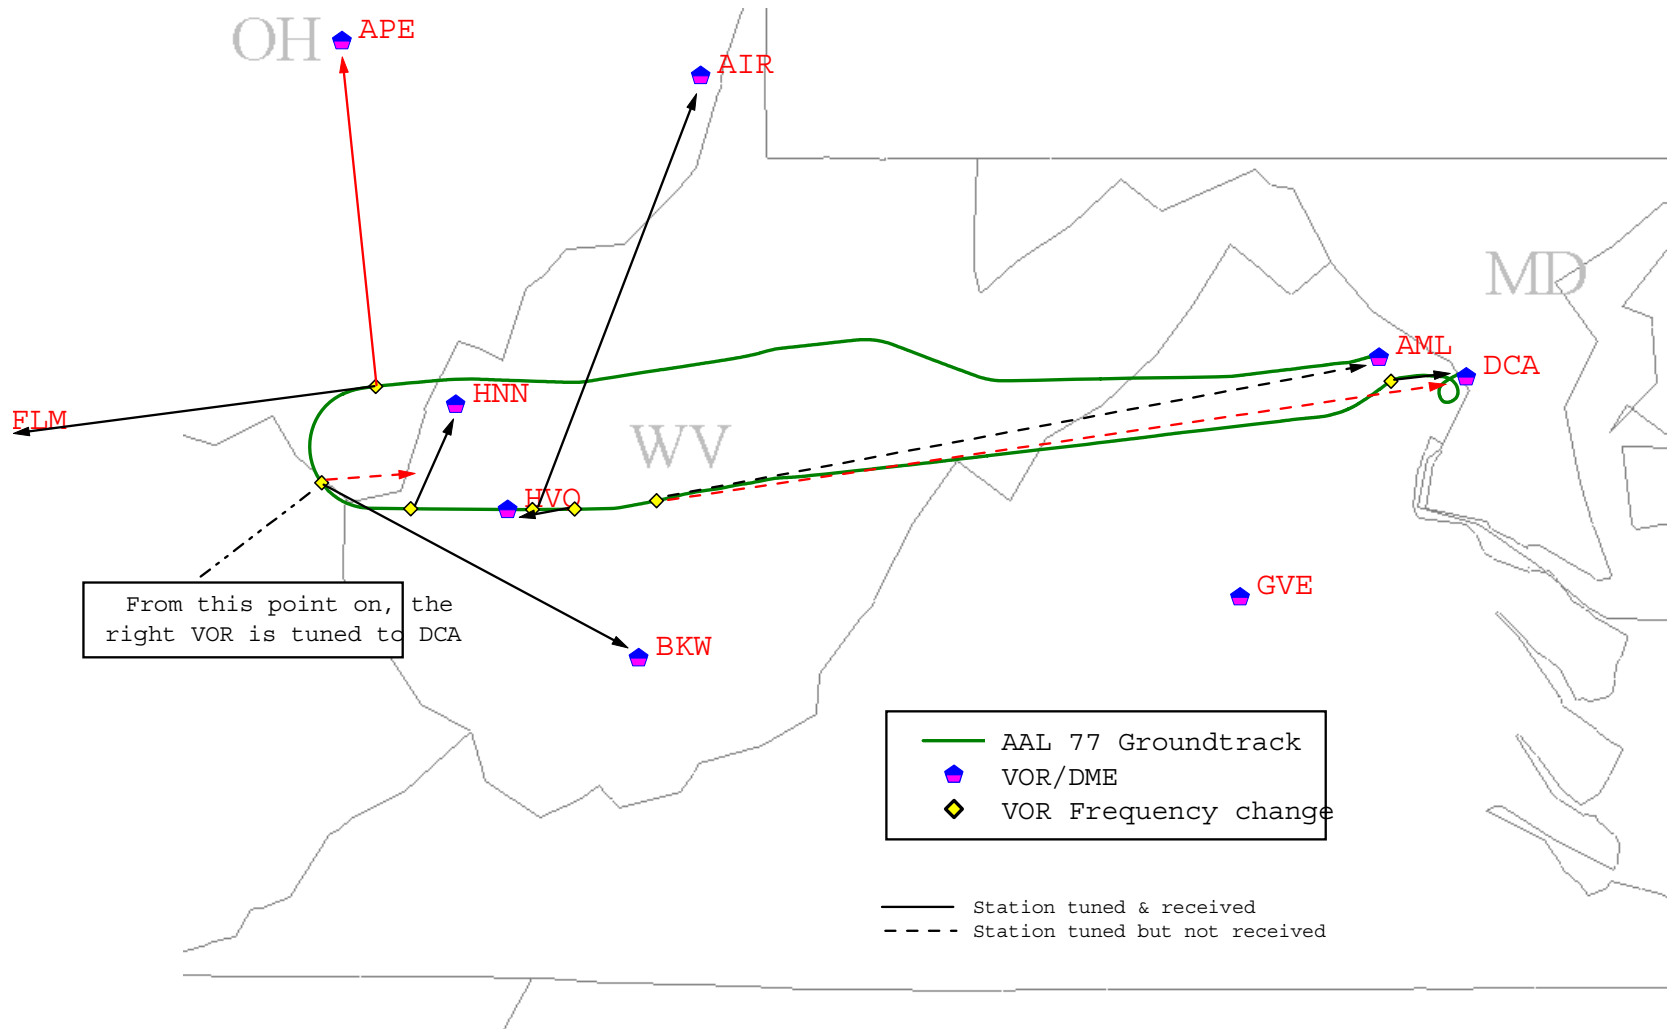 OH
APE
AIR
MD
AML
DCA
HNN
FLM
WV
HVQ
From this point on, the
right VOR is tuned to DCA
GVE
BKW
AAL 77 Groundtrack
VOR/DME
VOR Frequency change
Station tuned & received
Station tuned but not received